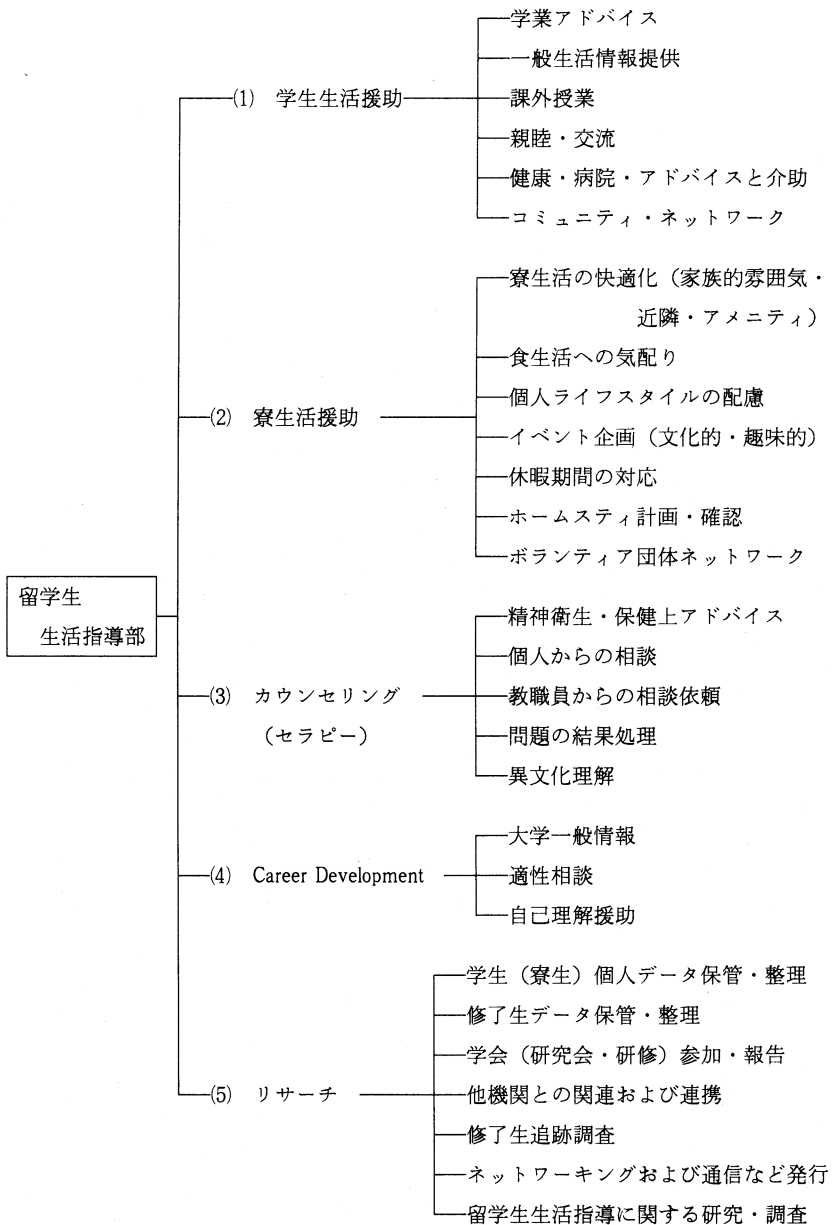 留学生
生活指導部
(1) 学生生活援助
学業アドバイス
一般生活情報提供
課外授業
親睦・交流
健康・病院・アドバイスと介助
コミュニティ・ネットワーク
(2) 寮生活援助
寮生活の快適化（家族的雰囲気・
近隣・アメニティ）
食生活への気配り
個人ライフスタイルの配慮
イベント企画（文化的・趣味的）
休暇期間の対応
ホームスティ計画・確認
ボランティア団体ネットワーク
(3) カウンセリング
（セラピー）
精神衛生・保健上アドバイス
個人からの相談
教職員からの相談依頼
問題の結果処理
異文化理解
(4) Career Development
大学一般情報
適性相談
自己理解援助
(5) リサーチ
学生（寮生）個人データ保管・整理
修了生データ保管・整理
学会（研究会・研修）参加・報告
他機関との関連および連携
修了生追跡調査
ネットワーキングおよび通信など発行
留学生生活指導に関する研究・調査